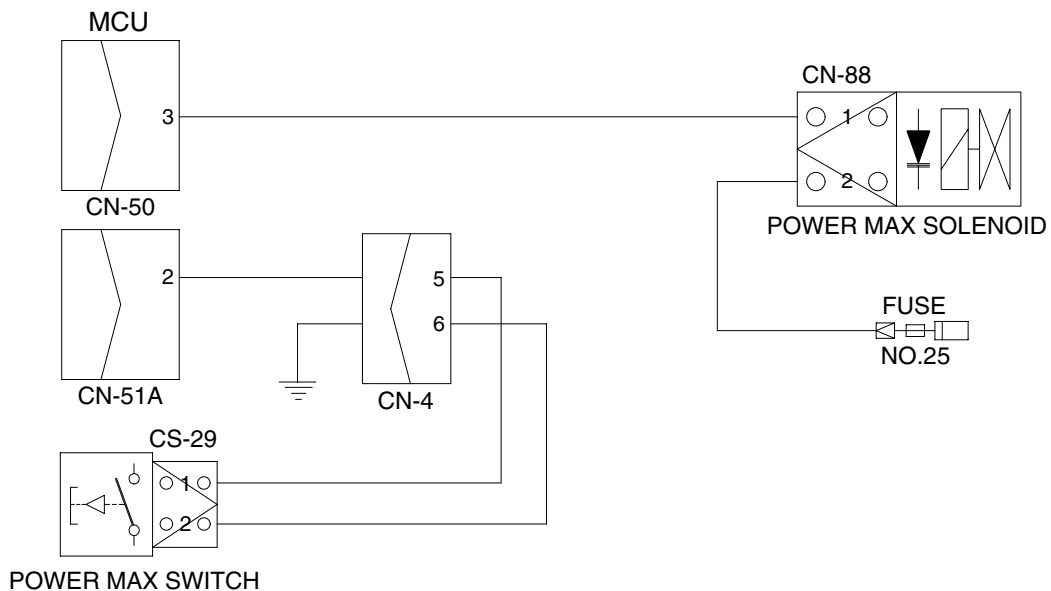 MCU
3
CN-50
CN-88
1
2
POWER MAX SOLENOID
2
CN-51A
5
6
CN-4
FUSE
NO.25
CS-29
1
2
POWER MAX SWITCH